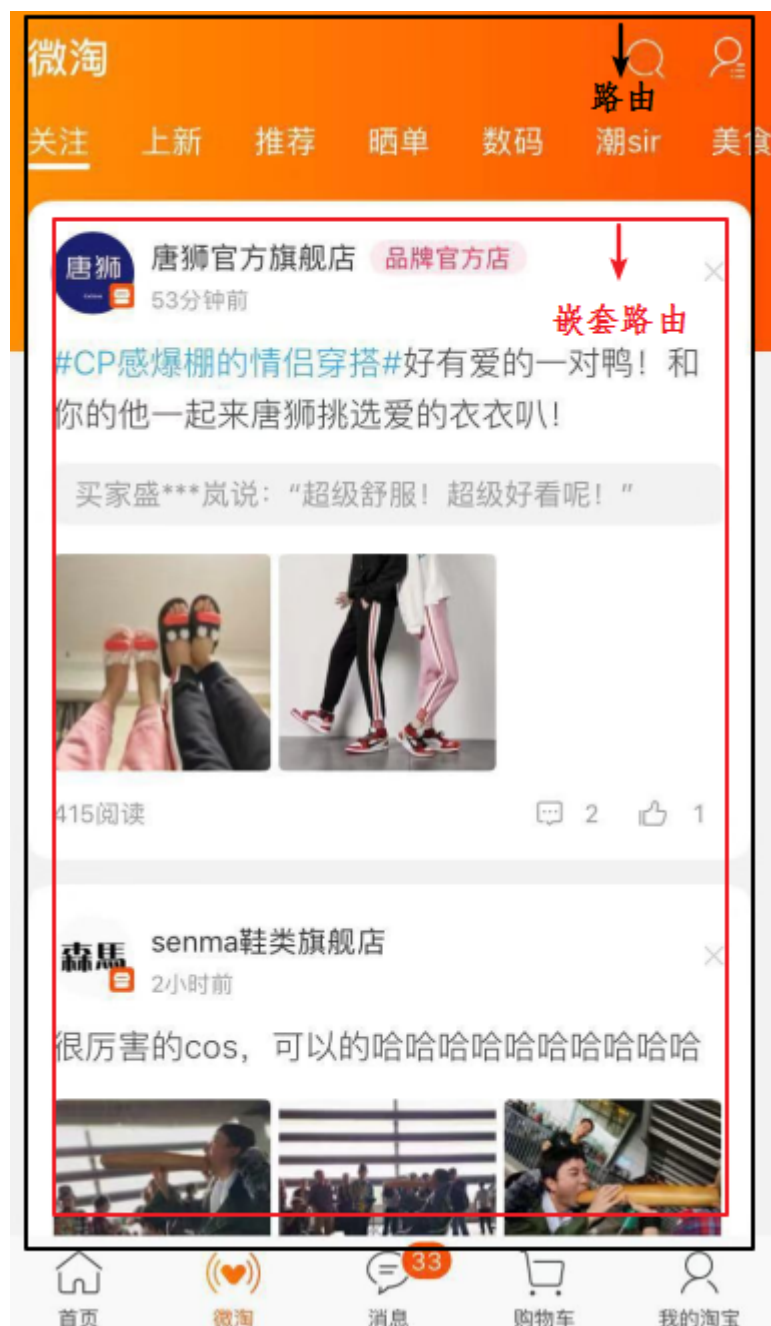 微淘
路由
关注 上新 推荐 晒单 数码 潮sir 美食
唐狮
唐狮官方旗舰店 品牌官方店
53分钟前
嵌套路由
#CP感爆棚的情侣穿搭#好有爱的一对鸭！和
你的他一起来唐狮挑选爱的衣衣叭！
买家盛***岚说：“超级舒服！超级好看呢！”
415阅读 2 1
森馬
senma鞋类旗舰店
2小时前
很厉害的cos，可以的哈哈哈哈哈哈哈哈哈哈
33
首页 微淘 消息 购物车 我的淘宝